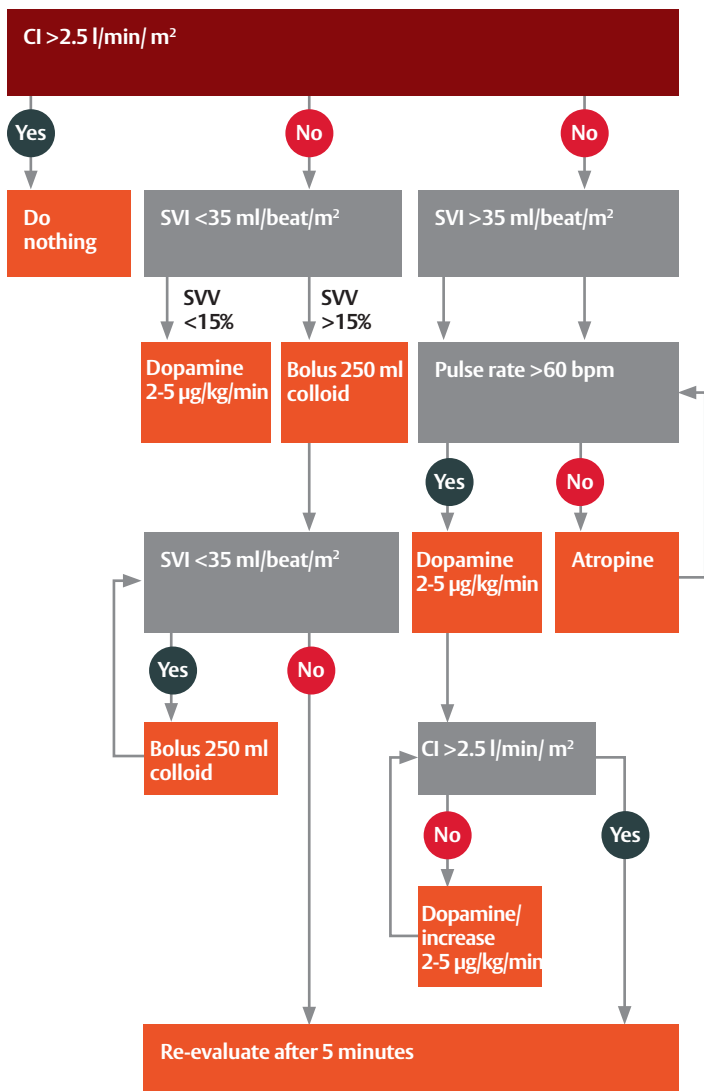 CI >2.5 l/min/ m²
Yes
No
No
Do
nothing
SVI <35 ml/beat/m²
SVI >35 ml/beat/m²
SVV
<15%
SVV
>15%
Dopamine
2-5 µg/kg/min
Bolus 250 ml
colloid
Pulse rate >60 bpm
Yes
No
SVI <35 ml/beat/m²
Dopamine
2-5 µg/kg/min
Atropine
Yes
No
Bolus 250 ml
colloid
CI >2.5 l/min/ m²
No
Yes
Dopamine/
increase
2-5 µg/kg/min
Re-evaluate after 5 minutes